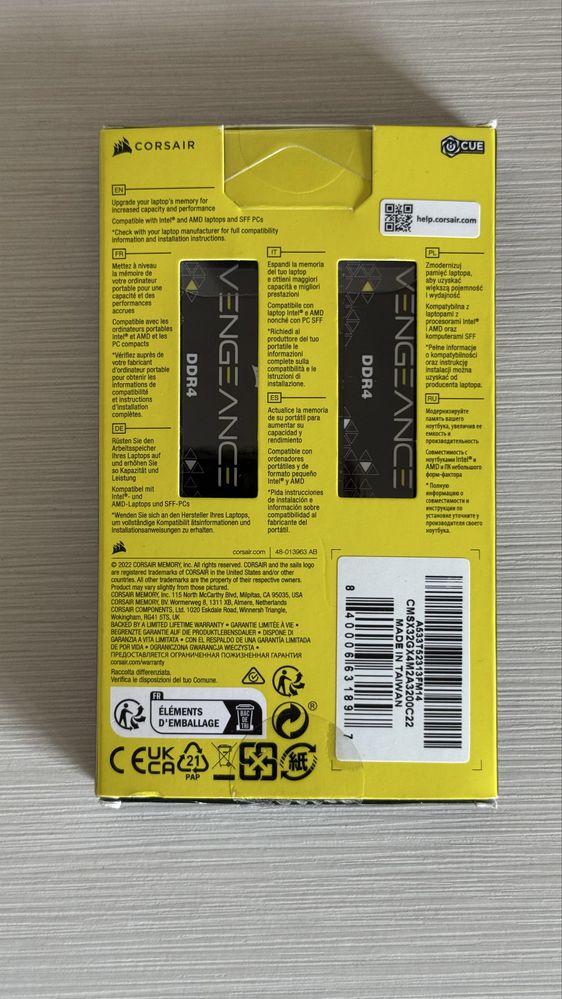 CORSAIR
iCUE
EN
Upgrade your laptop's memory for
increased capacity and performance
Compatible with Intel® and AMD laptops and SFF PCs
*Check with your laptop manufacturer for full compatibility
information and installation instructions.
help.corsair.com
FR
Mettez à niveau
la mémoire de
votre ordinateur
portable pour une
capacité et des
performances
accrues
Compatible avec les
ordinateurs portables
Intel® et AMD et les
PC compacts
*Vérifiez auprès de
votre fabricant
d'ordinateur portable
pour obtenir les
informations de
compatibilité
et instructions
d'installation
complètes.
DE
Rüsten Sie den
Arbeitsspeicher
Ihres Laptops auf
und erhöhen Sie
so Kapazität und
Leistung
Kompatibel mit
Intel®- und
AMD-Laptops und SFF-PCs
*Wenden Sie sich an den Hersteller Ihres Laptops,
um vollständige Kompatibilitätsinformationen und
Installationsanweisungen zu erhalten.
VENGEANCE
DDR4
IT
Espandi la memoria
del tuo laptop
e ottieni maggiori
capacità e migliori
prestazioni
Compatibile con
laptop Intel® e AMD
nonché con PC SFF
*Richiedi al
produttore del tuo
portatile le
informazioni
complete sulla
compatibilità e le
istruzioni di
installazione.
ES
Actualice la memoria
de su portátil para
aumentar su
capacidad y
rendimiento
Compatible con
ordenadores
portátiles y de
formato pequeño
Intel® y AMD
*Pida instrucciones
de instalación e
información sobre
compatibilidad al
fabricante del
portátil.
VENGEANCE
DDR4
PL
Zmodernizuj
pamięć laptopa,
aby uzyskać
większą pojemność
i wydajność
Kompatybilna z
laptopami z
procesorami Intel®
i AMD oraz
komputerami SFF
*Pełne informacje
o kompatybilności
oraz instrukcję
instalacji można
uzyskać od
producenta laptopa.
RU
Модернизируйте
память вашего
ноутбука, увеличив ее
емкость и
производительность
Совместимость с
ноутбуками Intel® и
AMD и ПК небольшого
форм-фактора
* Полную
информацию о
совместимости и
инструкции по
установке уточните у
производителя своего
ноутбука.
corsair.com | 48-013963 AB
© 2022 CORSAIR MEMORY, Inc. All rights reserved. CORSAIR and the sails logo
are registered trademarks of CORSAIR in the United States and/or other
countries. All other trademarks are the property of their respective owners.
Product may vary slightly from those pictured.
CORSAIR MEMORY, Inc. 115 North McCarthy Blvd, Milpitas, CA 95035, USA
CORSAIR MEMORY, BV. Wormerweg 8, 1311 XB, Almere, Netherlands
CORSAIR COMPONENTS, Ltd. 1020 Eskdale Road, Winnersh Triangle,
Wokingham, RG41 5TS, UK
BACKED BY A LIMITED LIFETIME WARRANTY • GARANTIE LIMITÉE À VIE •
BEGRENZTE GARANTIE AUF DIE PRODUKTLEBENSDAUER • DISPONE DI
GARANZIA A VITA LIMITATA • CON EL RESPALDO DE UNA GARANTÍA LIMITADA
DE POR VIDA • OGRANICZONA GWARANCJA WIECZYSTA •
ПРЕДОСТАВЛЯЕТСЯ ОГРАНИЧЕННАЯ ПОЖИЗНЕННАЯ ГАРАНТИЯ
corsair.com/warranty
Raccolta differenziata.
Verifica le disposizioni del tuo Comune.
FR
ÉLÉMENTS
D'EMBALLAGE
BAC
DE TRI
®
CE
UK
CA
21
PAP
紙
8 40006 63189 7
A633T52313FM14
CMSX32GX4M2A3200C22
MADE IN TAIWAN